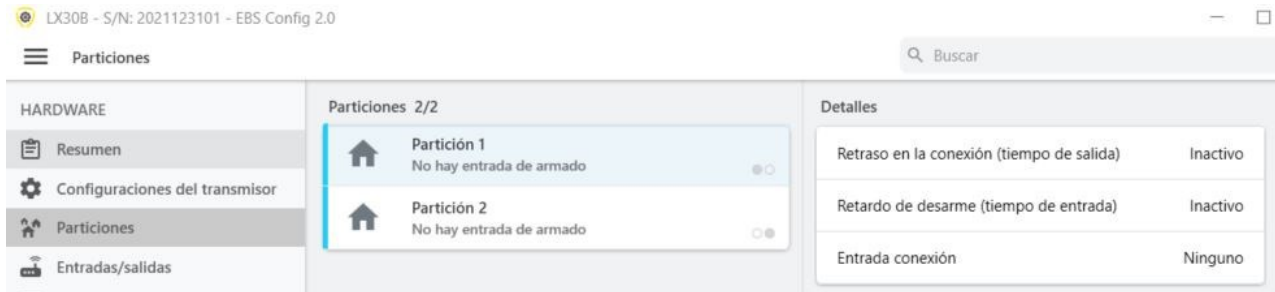 LX30B - S/N: 2021123101 - EBS Config 2.0
Particiones
Buscar
HARDWARE
Resumen
Configuraciones del transmisor
Particiones
Entradas/salidas
Particiones 2/2
Partición 1
No hay entrada de armado
Partición 2
No hay entrada de armado
Detalles
Retraso en la conexión (tiempo de salida) Inactivo
Retardo de desarme (tiempo de entrada) Inactivo
Entrada conexión Ninguno